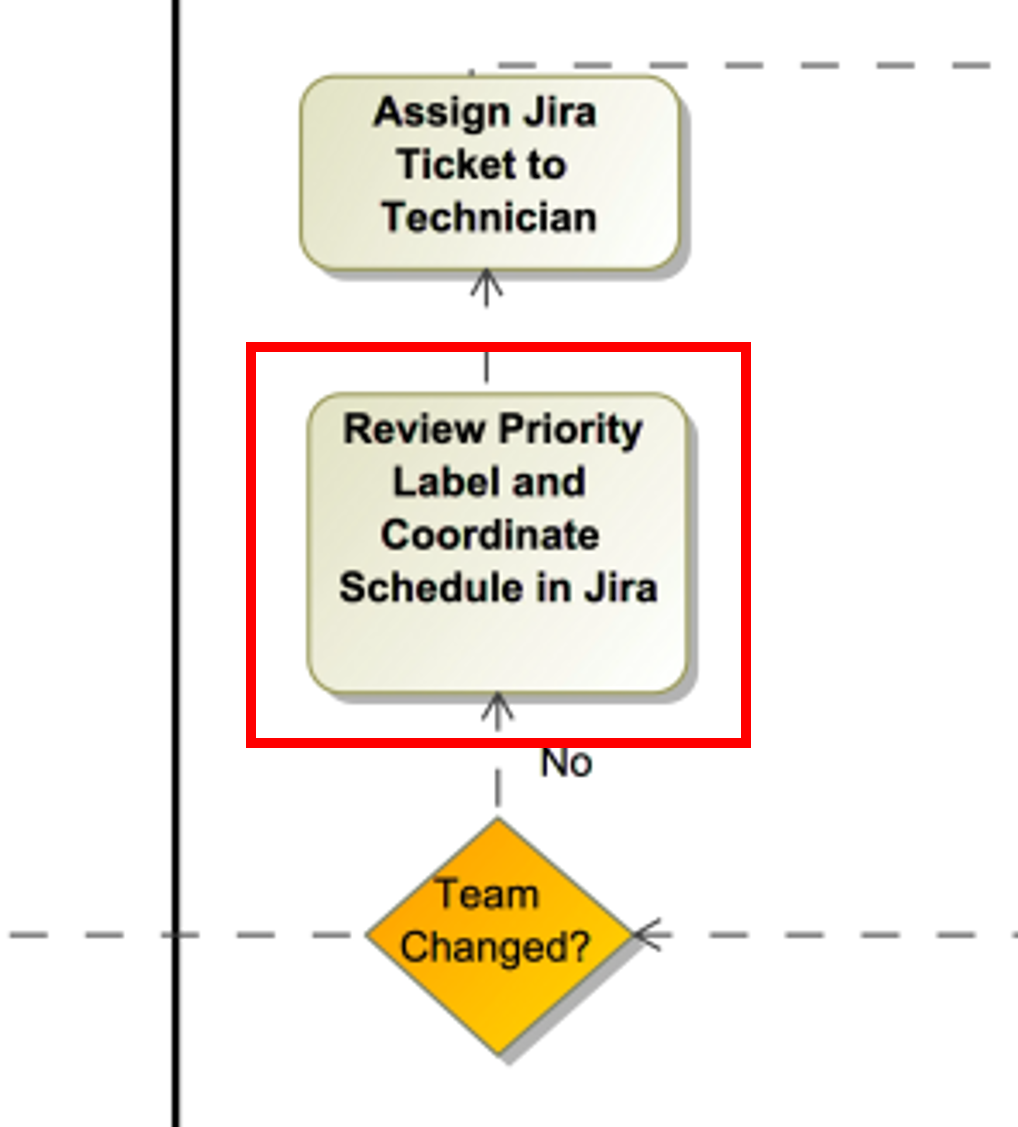 Assign Jira
Ticket to
Technician
Review Priority
Label and
Coordinate
Schedule in Jira
No
Team
Changed?